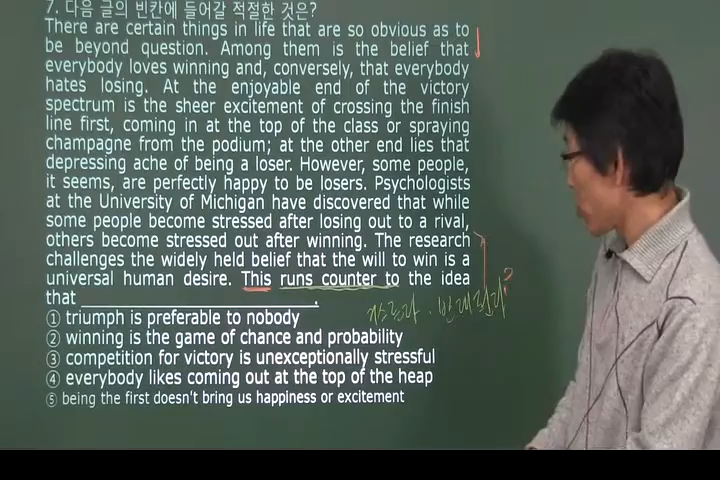 7. 다음 글의 빈칸에 들어갈 적절한 것은?
There are certain things in life that are so obvious as to
be beyond question. Among them is the belief that
everybody loves winning and, conversely, that everybody
hates losing. At the enjoyable end of the victory
spectrum is the sheer excitement of crossing the finish
line first, coming in at the top of the class or spraying
champagne from the podium; at the other end lies that
depressing ache of being a loser. However, some people,
it seems, are perfectly happy to be losers. Psychologists
at the University of Michigan have discovered that while
some people become stressed after losing out to a rival,
others become stressed out after winning. The research
challenges the widely held belief that the will to win is a
universal human desire. This runs counter to the idea
that ______________________________.
① triumph is preferable to nobody
② winning is the game of chance and probability
③ competition for victory is unexceptionally stressful
④ everybody likes coming out at the top of the heap
⑤ being the first doesn't bring us happiness or excitement
거스르다. 반대된다
?